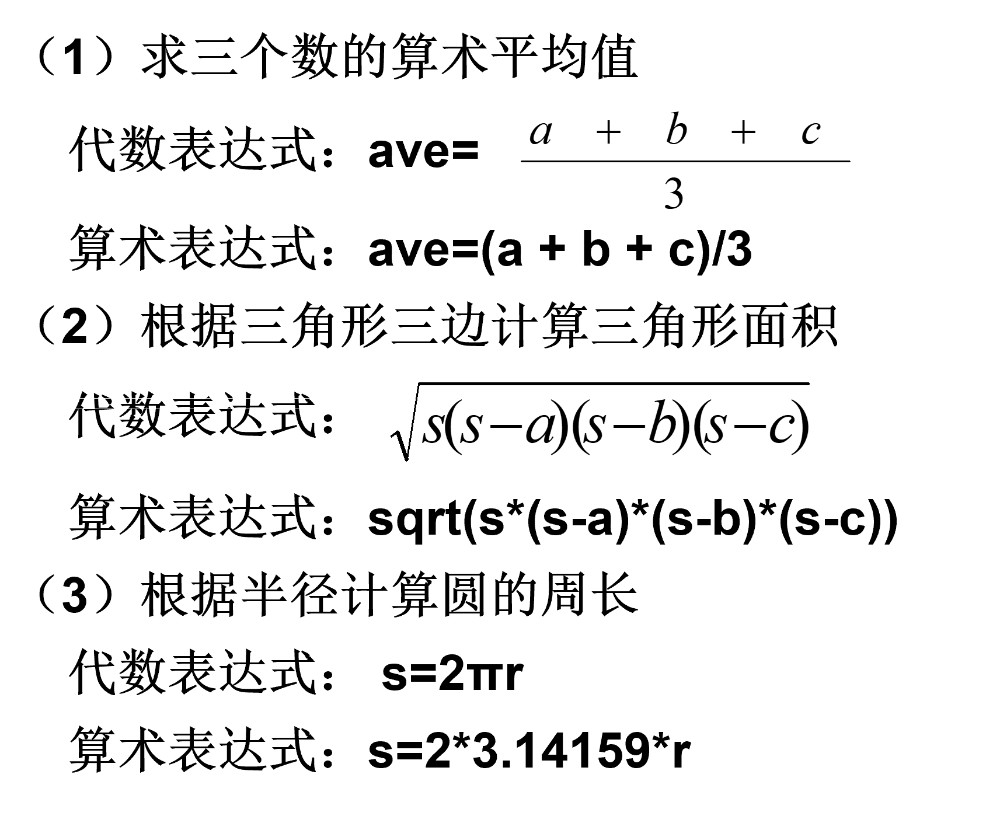 （1）求三个数的算术平均值
代数表达式：ave= \frac{a + b + c}{3}
算术表达式：ave=(a + b + c)/3
（2）根据三角形三边计算三角形面积
代数表达式： \sqrt{s(s-a)(s-b)(s-c)}
算术表达式：sqrt(s*(s-a)*(s-b)*(s-c))
（3）根据半径计算圆的周长
代数表达式： s=2πr
算术表达式：s=2*3.14159*r